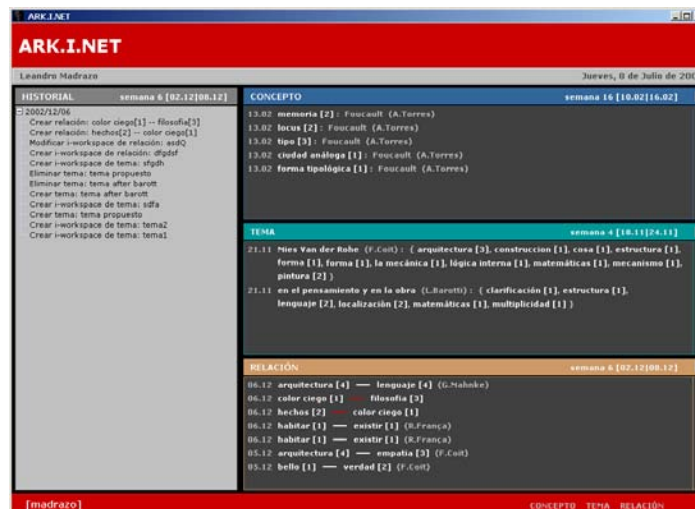 ARK.I.NET
ARK.I.NET
Leandro Madrazo
Jueves, 8 de Julio de 200
HISTORIAL semana 6 [02.12|08.12]
2002/12/06
Crear relación: color ciego[1] -- filosofia[3]
Crear relación: hechos[2] -- color ciego[1]
Modificar i-workspace de relación: asdQ
Crear i-workspace de relación: dfgdsf
Crear i-workspace de tema: sfgdh
Eliminar tema: tema propuesto
Eliminar tema: tema after barott
Crear tema: tema after barott
Crear i-workspace de tema: sdfa
Crear tema: tema propuesto
Crear i-workspace de tema: tema2
Crear i-workspace de tema: tema1
CONCEPTO semana 16 [10.02|16.02]
13.02 memoria [2] : Foucault (A.Torres)
13.02 locus [2] : Foucault (A.Torres)
13.02 tipo [3] : Foucault (A.Torres)
13.02 ciudad análega [1] : Foucault (A.Torres)
13.02 forma tipológica [1] : Foucault (A.Torres)
TEMA semana 4 [18.11|24.11]
21.11 Mies Van der Rohe (F.Coit) : { arquitectura [3], construccion [1], cosa [1], estructura [1],
forma [1], forma [1], la mecánica [1], lógica interna [1], matemáticas [1], mecanismo [1],
pintura [2] }
21.11 en el pensamiento y en la obra (L.Barotti) : { clarificación [1], estructura [1],
lenguaje [2], localización [2], matemáticas [1], multiplicidad [1] }
RELACIÓN semana 6 [02.12|08.12]
06.12 arquitectura [4] — lenguaje [4] (G.Mahnke)
06.12 color ciego [1] — filosofia [3]
06.12 hechos [2] — color ciego [1]
06.12 habitar [1] — existir [1] (R.França)
06.12 habitar [1] — existir [1] (R.França)
05.12 arquitectura [4] — empatia [3] (F.Coit)
05.12 bello [1] — verdad [2] (F.Coit)
[madrazo]
CONCEPTO TEMA RELACIÓN